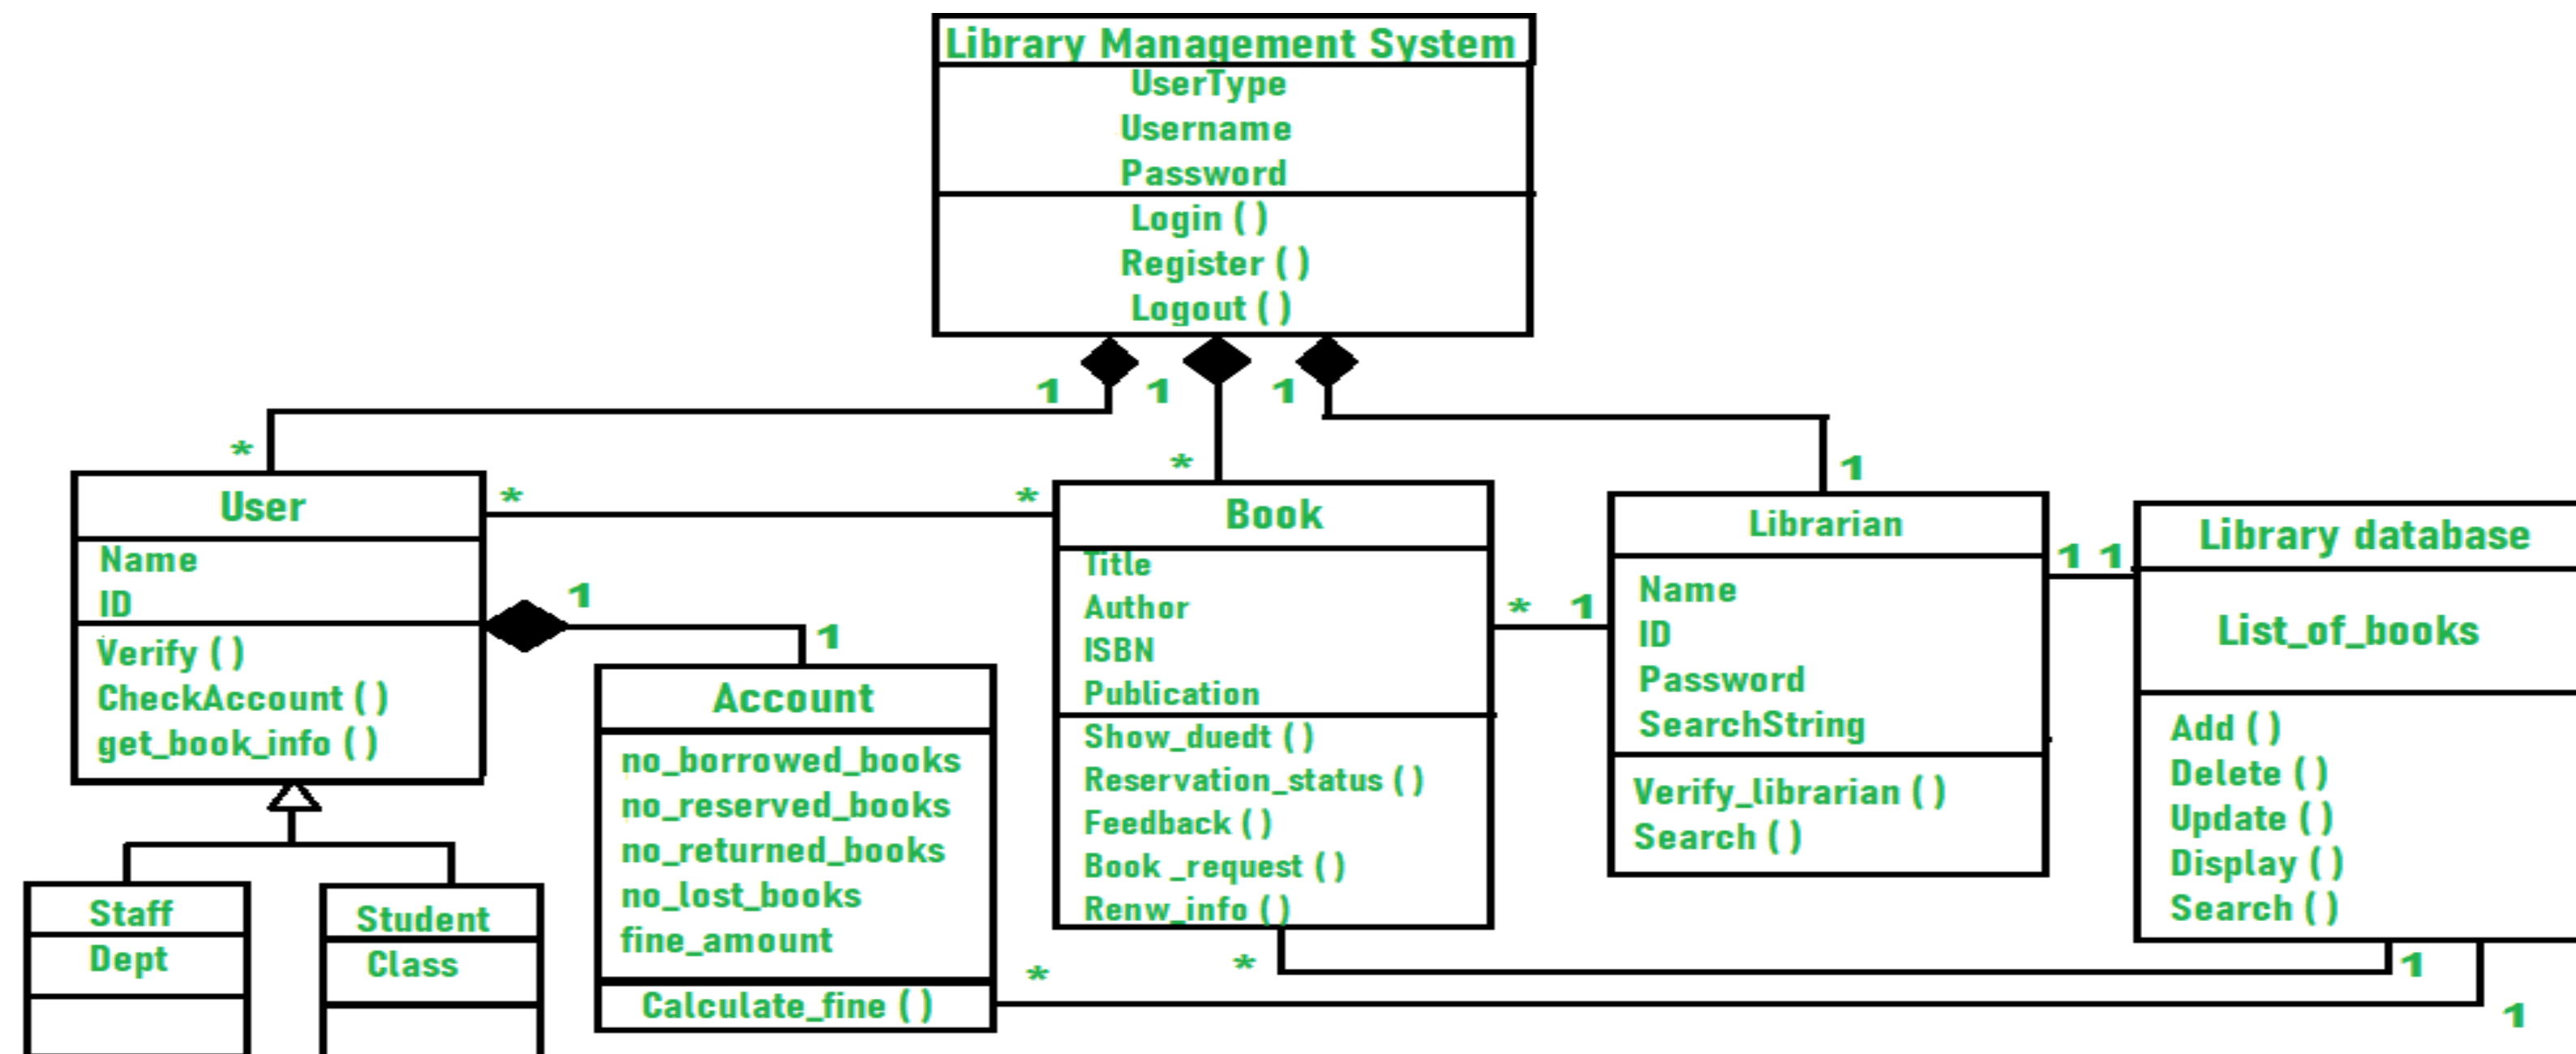 Library Management System
UserType
Username
Password
Login ( )
Register ( )
Logout ( )
1
1
1
*
*
1
User
Name
ID
Verify ( )
CheckAccount ( )
get_book_info ( )
*
*
1
1
Staff
Dept
Student
Class
Account
no_borrowed_books
no_reserved_books
no_returned_books
no_lost_books
fine_amount
Calculate_fine ( )
*
Book
Title
Author
ISBN
Publication
Show_duedt ( )
Reservation_status ( )
Feedback ( )
Book _request ( )
Renw_info ( )
*
* 1
Librarian
Name
ID
Password
SearchString
Verify_librarian ( )
Search ( )
1 1
Library database
List_of_books
Add ( )
Delete ( )
Update ( )
Display ( )
Search ( )
1
1